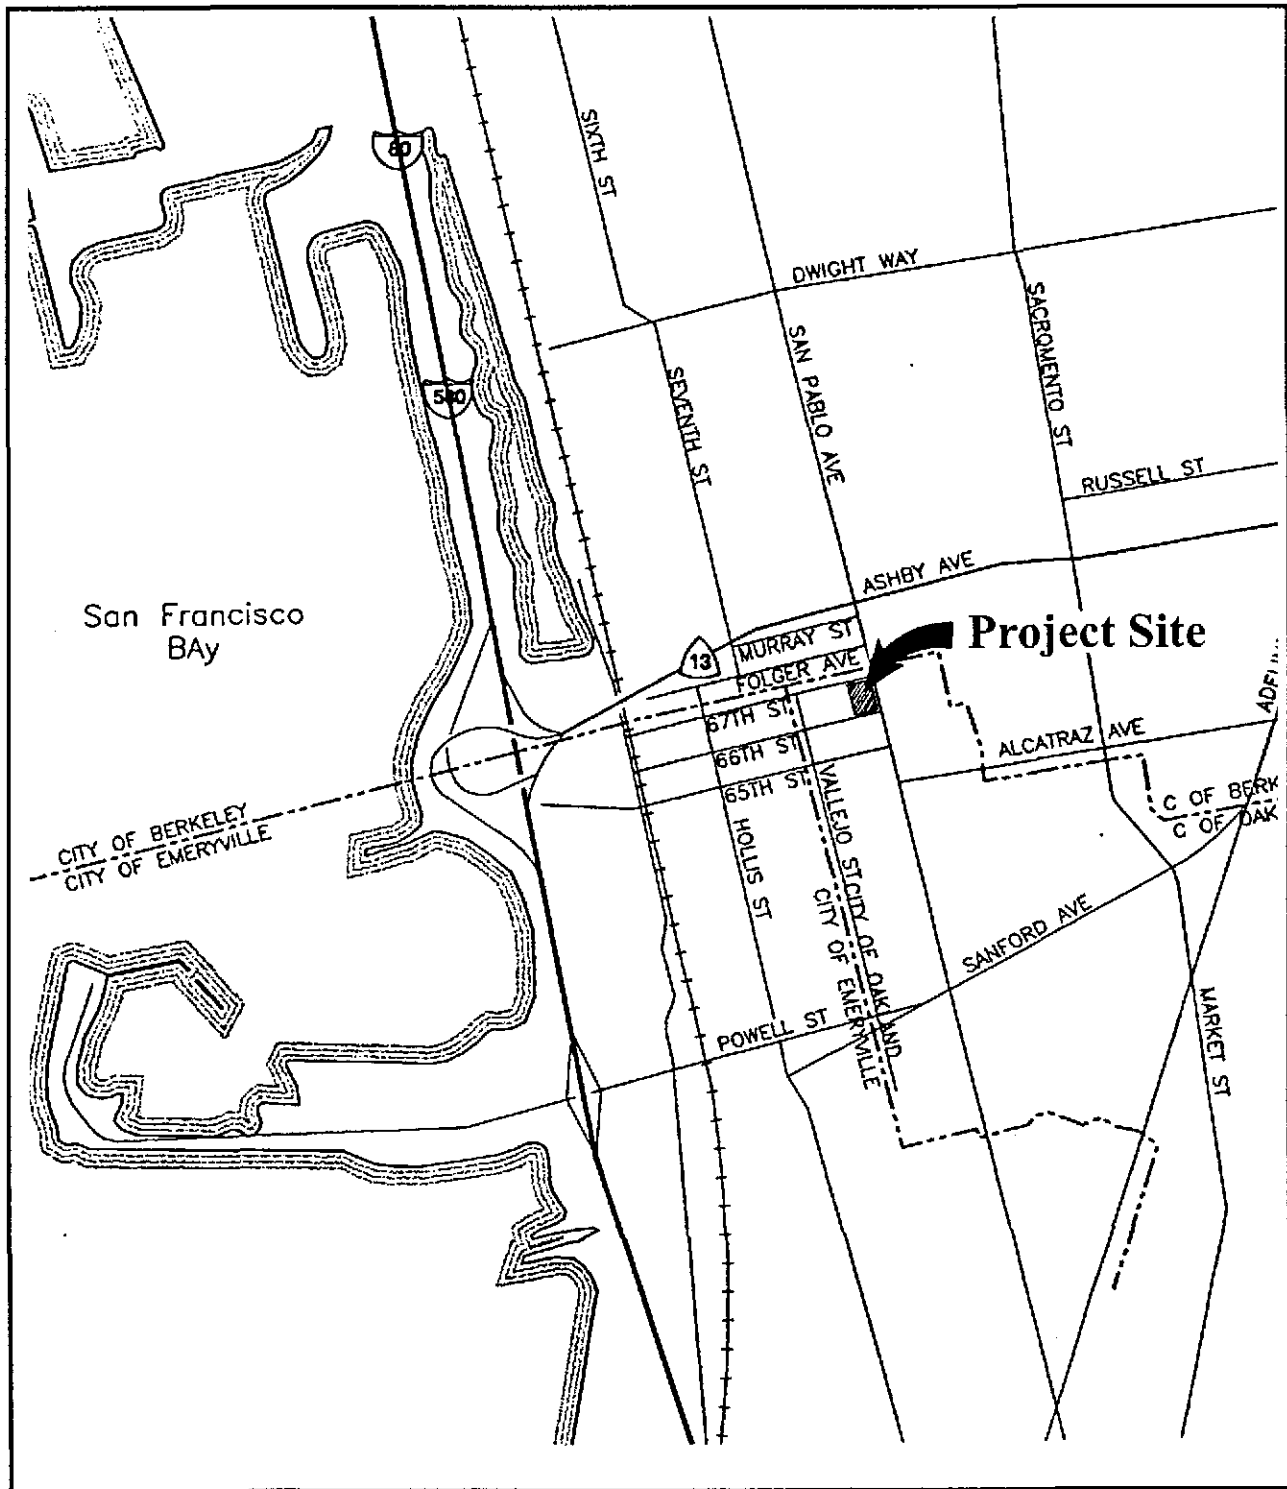 SIXTH ST
80
DWIGHT WAY
SACROMENTO ST
SAN PABLO AVE
SEVENTH ST
580
RUSSELL ST
ASHBY AVE
San Francisco
BAy
Project Site
MURRAY ST
13
FOLGER AVE
67TH ST
66TH ST
65TH ST
ALCATRAZ AVE
VALLEJO ST
C OF BERK
C OF OAK
CITY OF BERKELEY
CITY OF EMERYVILLE
HOLLIS ST
CITY OF OAKLAND
CITY OF EMERYVILLE
SANFORD AVE
POWELL ST
MARKET ST